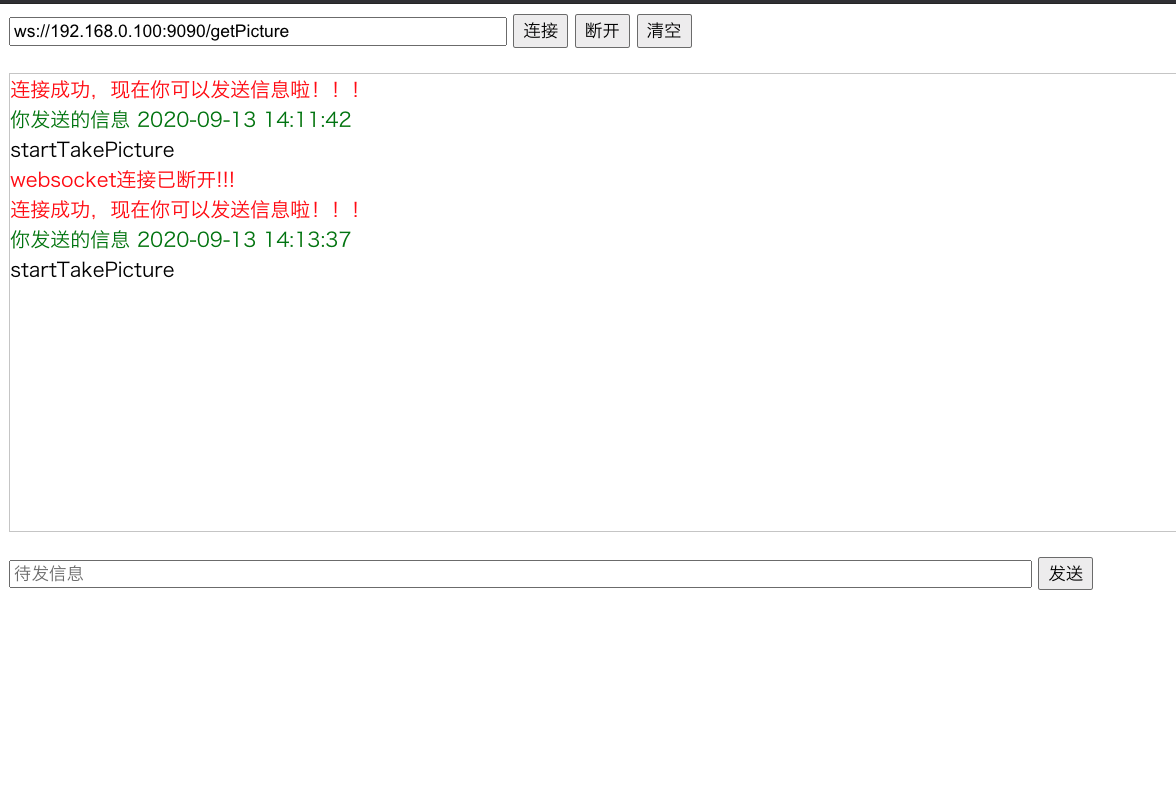 ws://192.168.0.100:9090/getPicture 连接 断开 清空
连接成功，现在你可以发送信息啦！！！
你发送的信息 2020-09-13 14:11:42
startTakePicture
websocket连接已断开!!!
连接成功，现在你可以发送信息啦！！！
你发送的信息 2020-09-13 14:13:37
startTakePicture
待发信息 发送